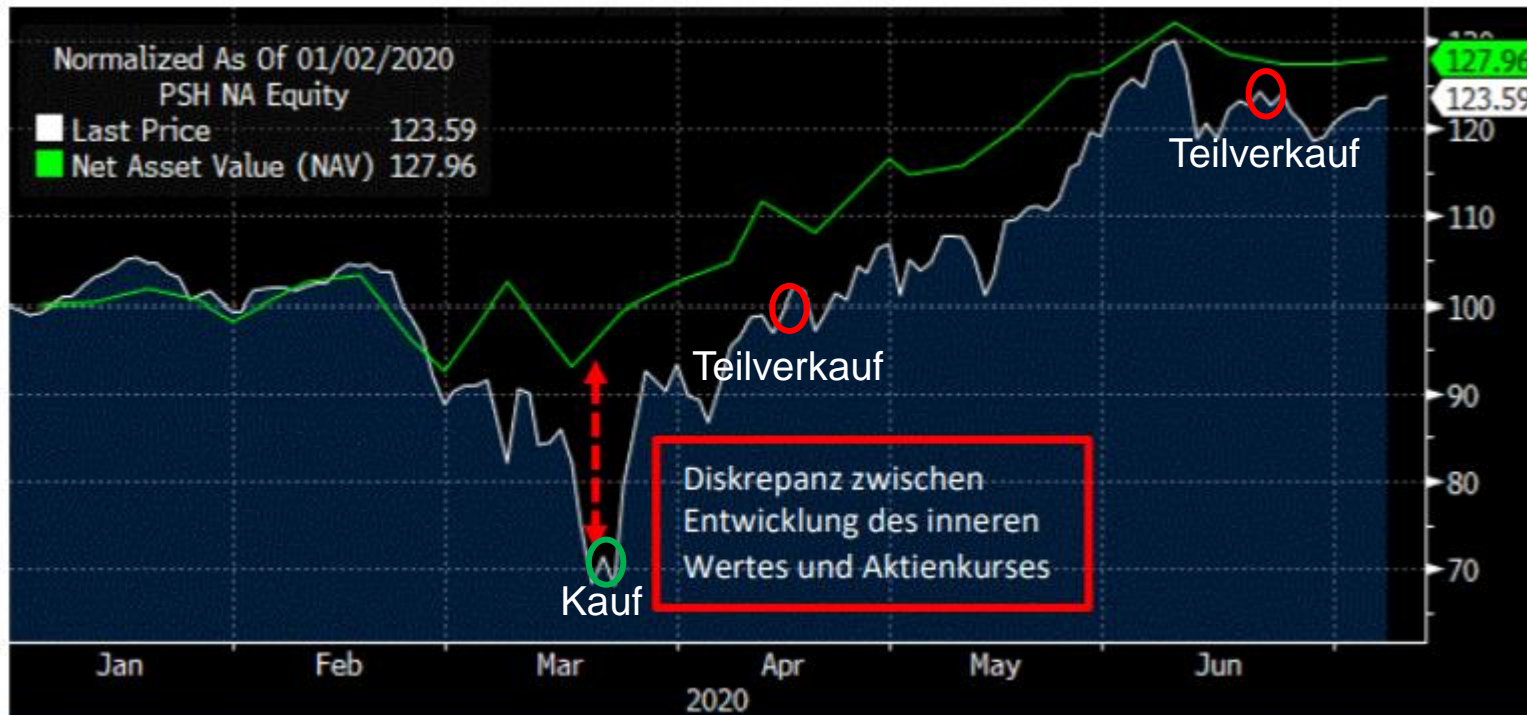 Normalized As Of 01/02/2020
PSH NA Equity
Last Price 123.59
Net Asset Value (NAV) 127.96
127.96
123.59
120
110
100
90
80
70
Teilverkauf
Teilverkauf
Kauf
Diskrepanz zwischen
Entwicklung des inneren
Wertes und Aktienkurses
Jan Feb Mar Apr May Jun
2020